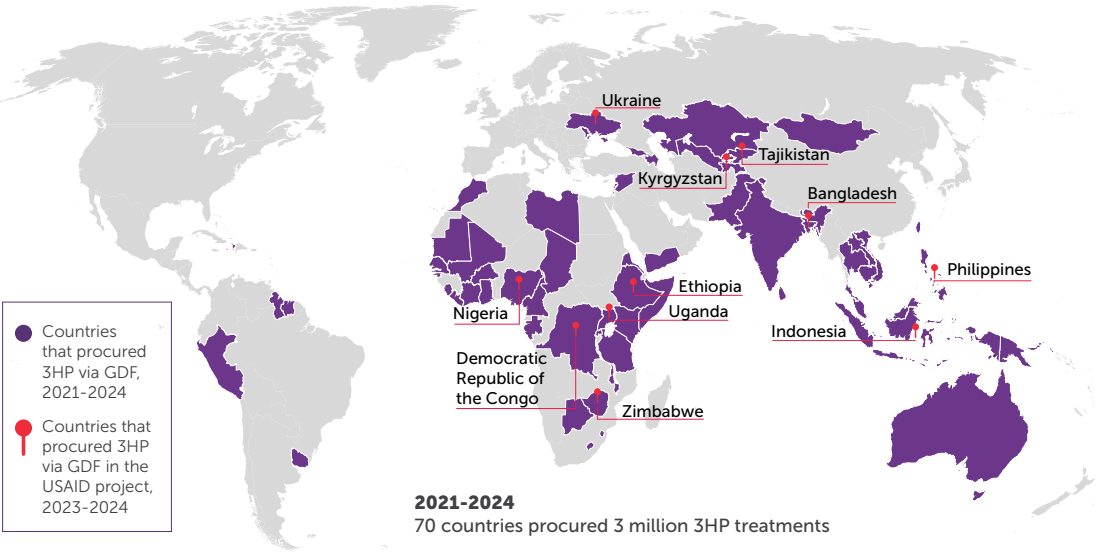 Ukraine
Tajikistan
Kyrgyzstan
Bangladesh
Philippines
Ethiopia
Nigeria
Uganda
Indonesia
Democratic
Republic of
the Congo
Zimbabwe
Countries
that procured
3HP via GDF,
2021-2024
Countries that
procured 3HP
via GDF in the
USAID project,
2023-2024
2021-2024
70 countries procured 3 million 3HP treatments